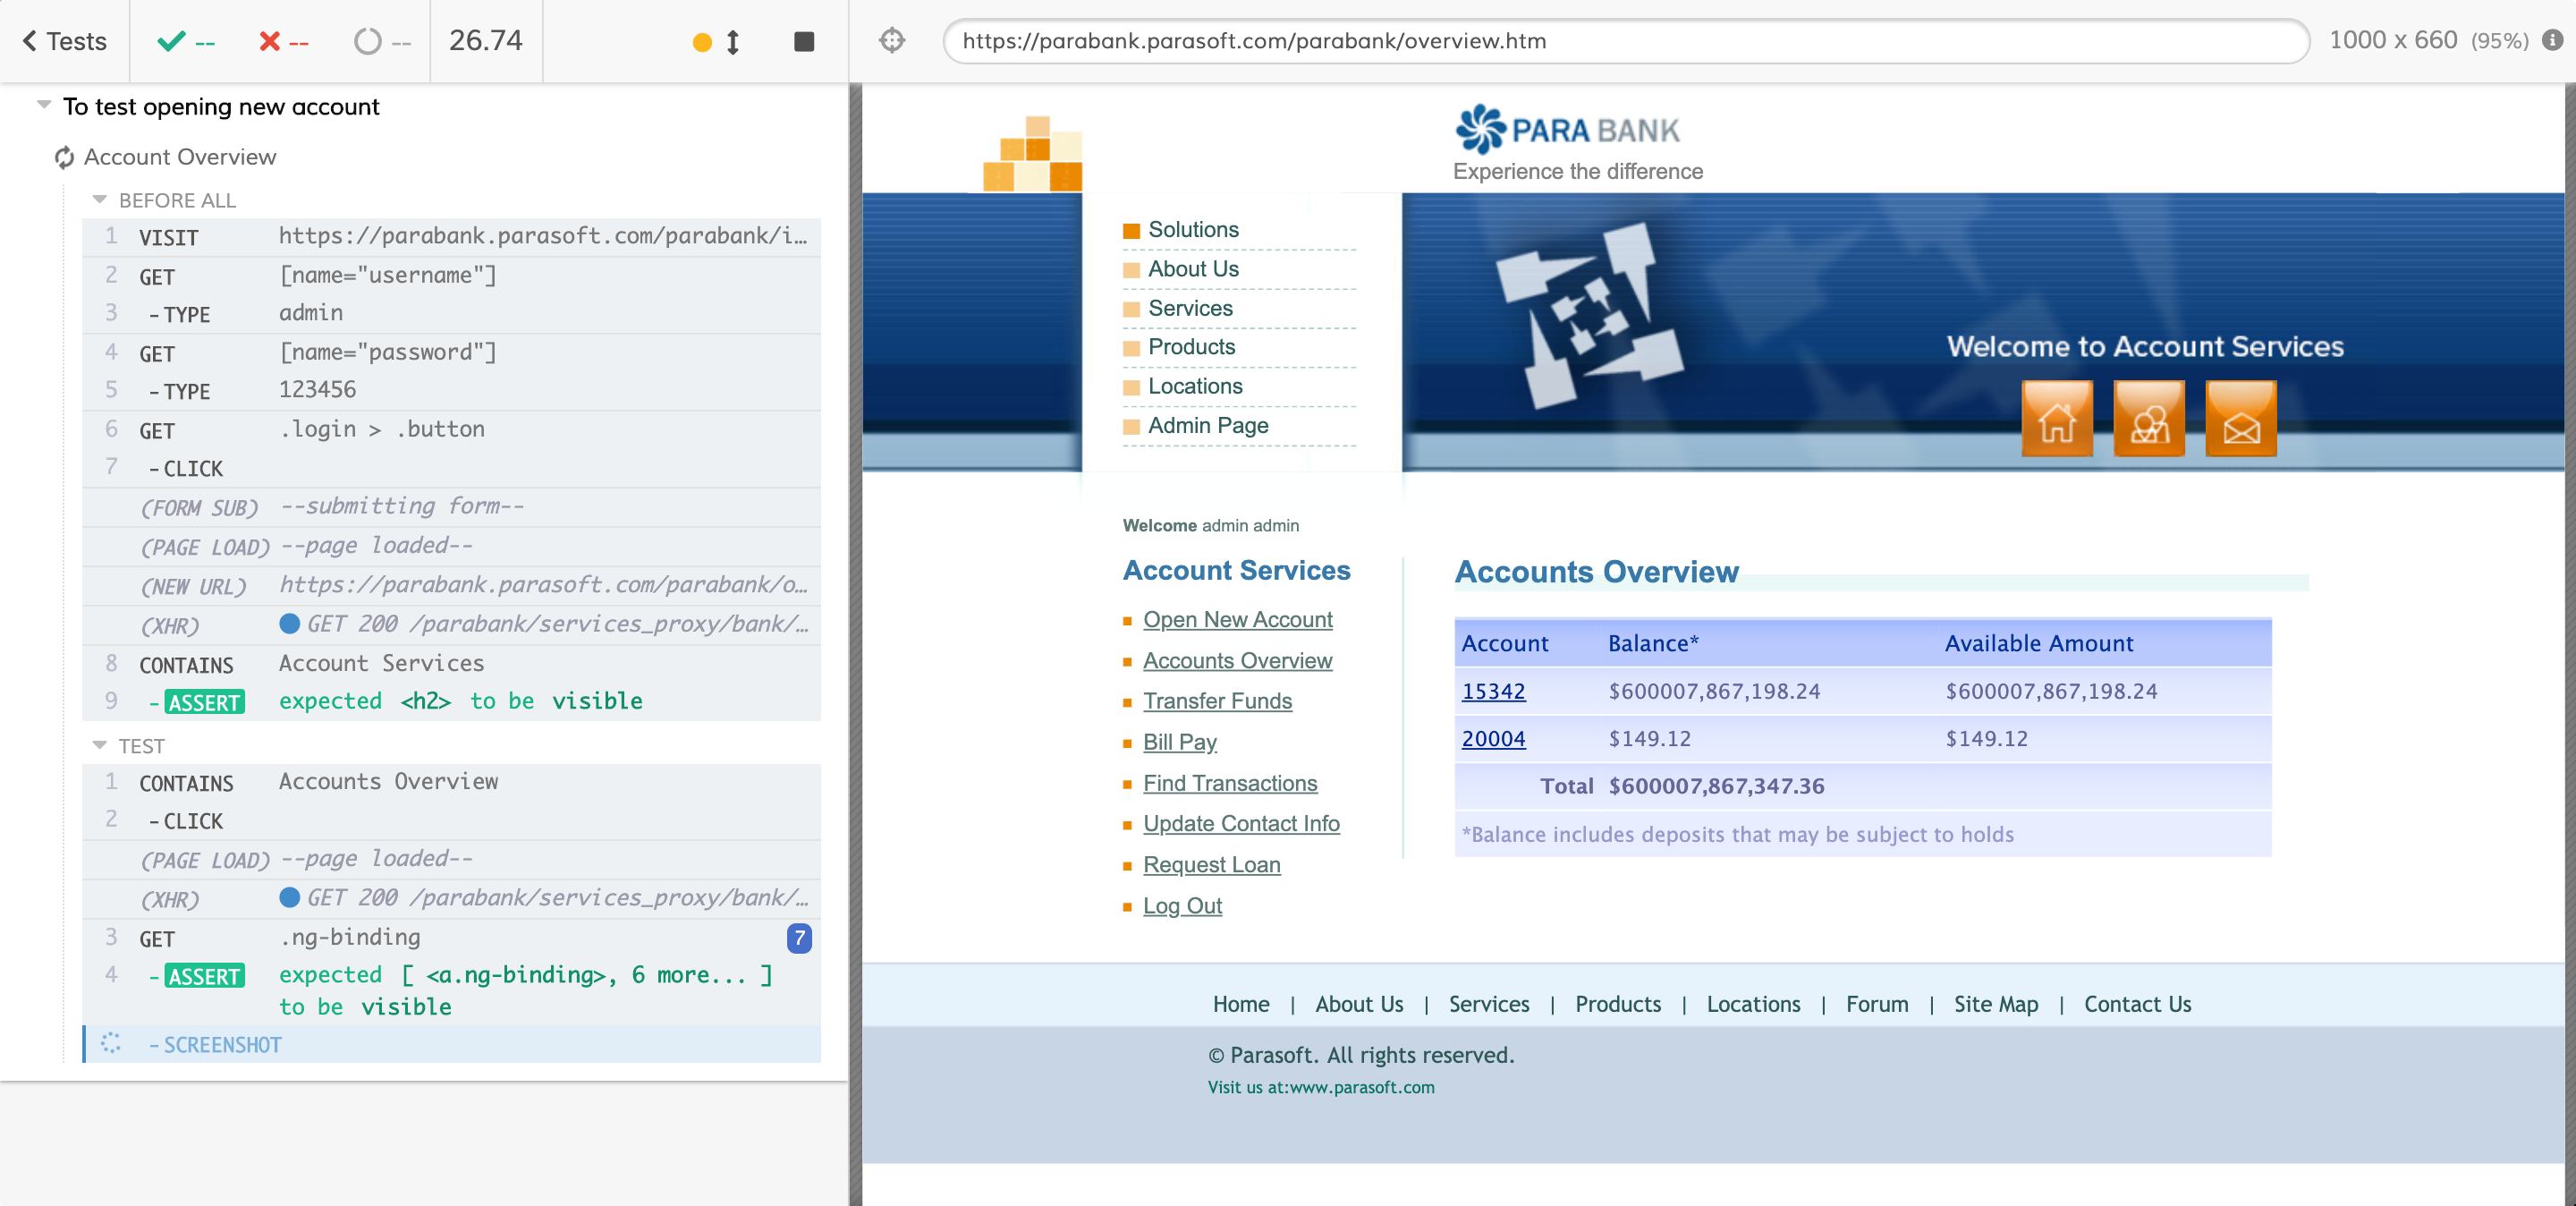 Tests
--
--
--
26.74
https://parabank.parasoft.com/parabank/overview.htm
1000 x 660 (95%)
To test opening new account
Account Overview
BEFORE ALL
1 VISIT https://parabank.parasoft.com/parabank/i…
2 GET [name="username"]
3 -TYPE admin
4 GET [name="password"]
5 -TYPE 123456
6 GET .login > .button
7 -CLICK
(FORM SUB) --submitting form--
(PAGE LOAD) --page loaded--
(NEW URL) https://parabank.parasoft.com/parabank/o…
(XHR) GET 200 /parabank/services_proxy/bank/…
8 CONTAINS Account Services
9 -ASSERT expected <h2> to be visible
TEST
1 CONTAINS Accounts Overview
2 -CLICK
(PAGE LOAD) --page loaded--
(XHR) GET 200 /parabank/services_proxy/bank/…
3 GET .ng-binding 7
4 -ASSERT expected [ <a.ng-binding>, 6 more... ]
to be visible
-SCREENSHOT
PARA BANK
Experience the difference
Solutions
About Us
Services
Products
Locations
Admin Page
Welcome to Account Services
Welcome admin admin
Account Services
Open New Account
Accounts Overview
Transfer Funds
Bill Pay
Find Transactions
Update Contact Info
Request Loan
Log Out
Accounts Overview
Account Balance* Available Amount
15342 $600007,867,198.24 $600007,867,198.24
20004 $149.12 $149.12
Total $600007,867,347.36
*Balance includes deposits that may be subject to holds
Home | About Us | Services | Products | Locations | Forum | Site Map | Contact Us
© Parasoft. All rights reserved.
Visit us at:www.parasoft.com